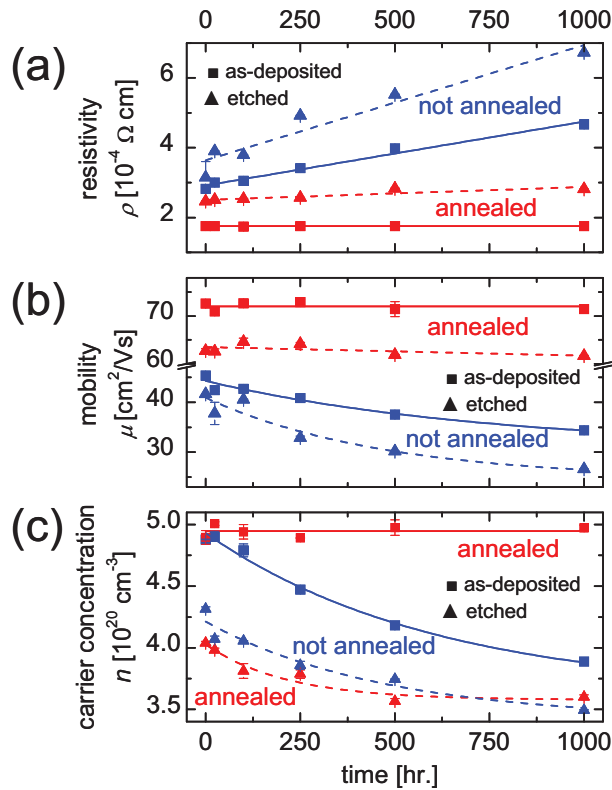 0 250 500 750 1000
(a)
resistivity
ρ [10⁻⁴ Ω cm]
6
4
2
as-deposited
etched
not annealed
annealed
(b)
mobility
μ [cm²/Vs]
70
60
40
30
annealed
as-deposited
etched
not annealed
(c)
carrier concentration
n [10²⁰ cm⁻³]
5.0
4.5
4.0
3.5
annealed
as-deposited
etched
not annealed
annealed
0 250 500 750 1000
time [hr.]